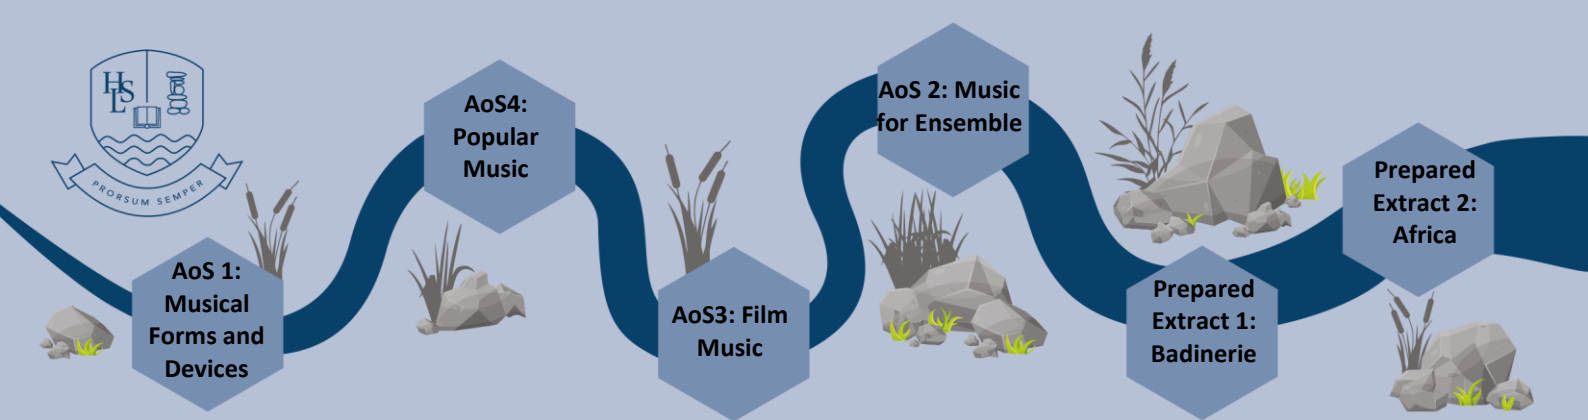 HLS
PRORSUM SEMPER
AoS 1:
Musical
Forms and
Devices
AoS4:
Popular
Music
AoS3: Film
Music
AoS 2: Music
for Ensemble
Prepared
Extract 1:
Badinerie
Prepared
Extract 2:
Africa